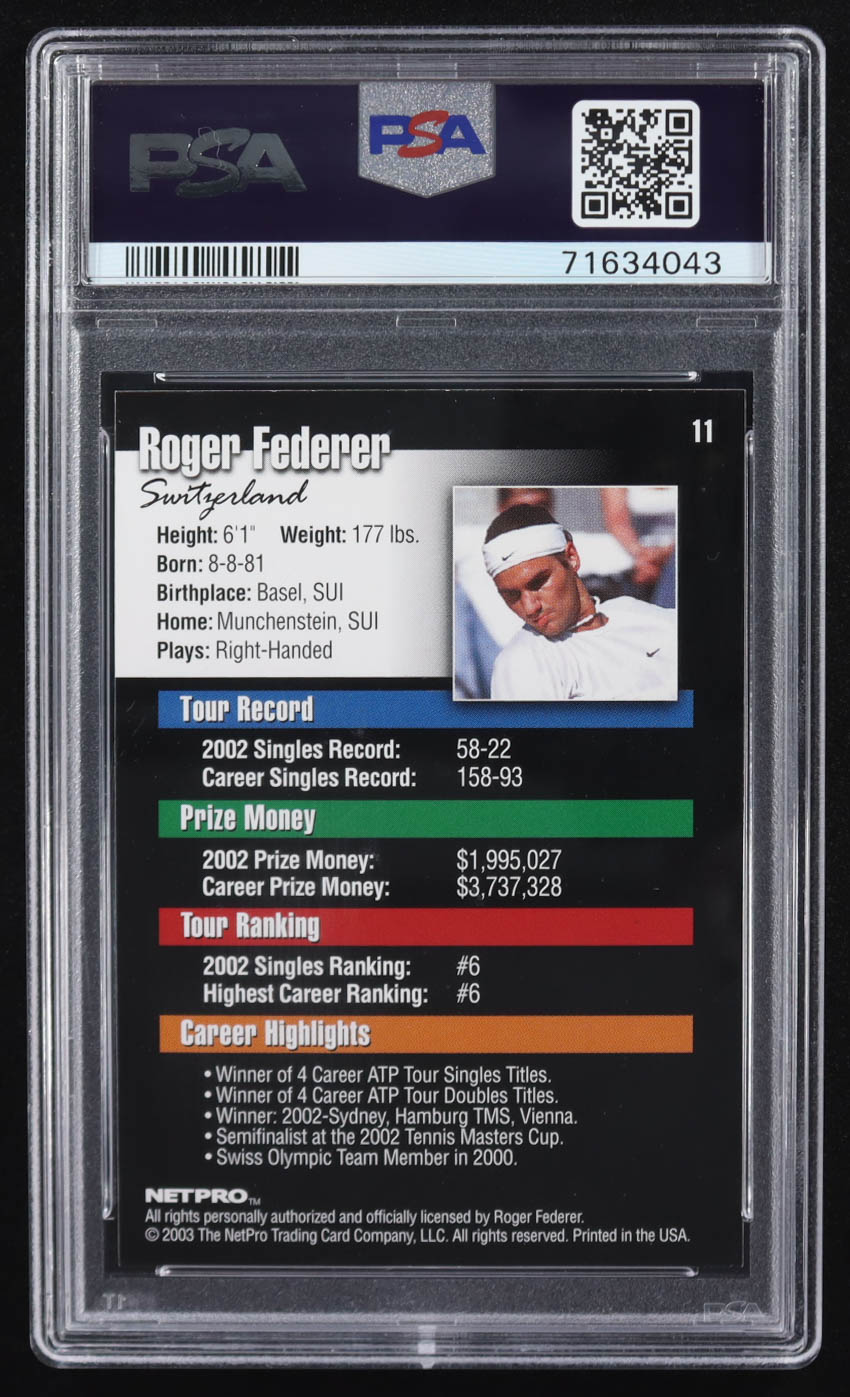 PSA
PSA
71634043
11
Roger Federer
Switzerland
Height: 6'1" Weight: 177 lbs.
Born: 8-8-81
Birthplace: Basel, SUI
Home: Munchenstein, SUI
Plays: Right-Handed
Tour Record
2002 Singles Record: 58-22
Career Singles Record: 158-93
Prize Money
2002 Prize Money: $1,995,027
Career Prize Money: $3,737,328
Tour Ranking
2002 Singles Ranking: #6
Highest Career Ranking: #6
Career Highlights
• Winner of 4 Career ATP Tour Singles Titles.
• Winner of 4 Career ATP Tour Doubles Titles.
• Winner: 2002-Sydney, Hamburg TMS, Vienna.
• Semifinalist at the 2002 Tennis Masters Cup.
• Swiss Olympic Team Member in 2000.
NETPRO™
All rights personally authorized and officially licensed by Roger Federer.
© 2003 The NetPro Trading Card Company, LLC. All rights reserved. Printed in the USA.
PSA